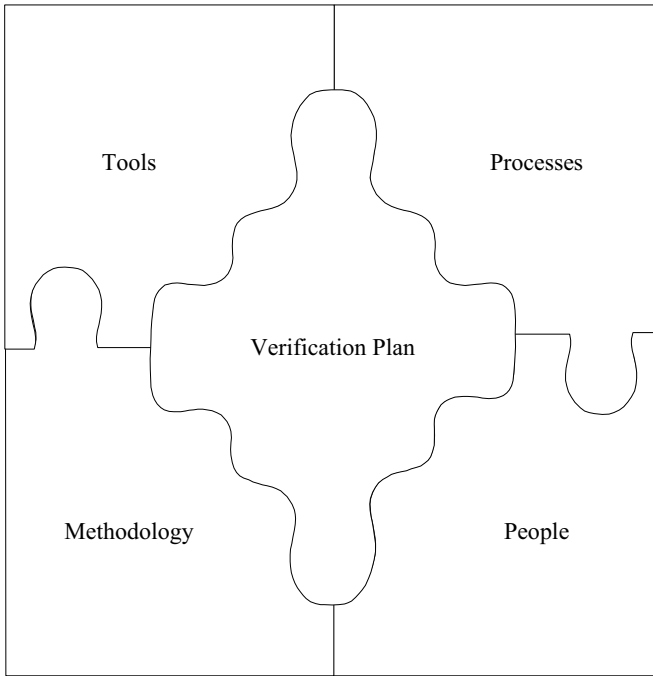 Tools
Processes
Verification Plan
Methodology
People